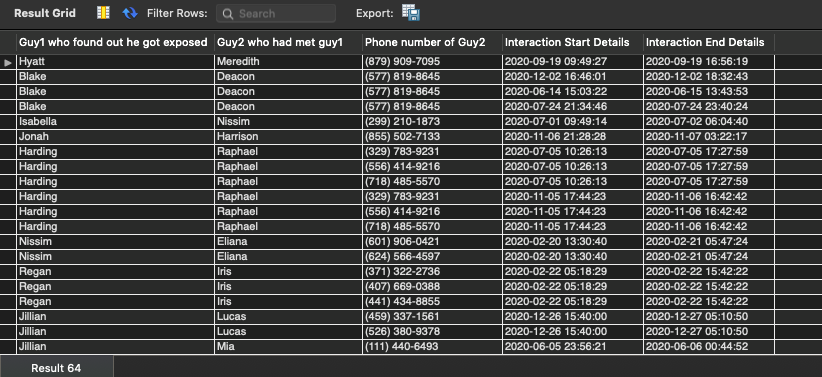 Result Grid Filter Rows: Search Export:
Guy1 who found out he got exposed Guy2 who had met guy1 Phone number of Guy2 Interaction Start Details Interaction End Details
Hyatt Meredith (879) 909-7095 2020-09-19 09:49:27 2020-09-19 16:56:19
Blake Deacon (577) 819-8645 2020-12-02 16:46:01 2020-12-02 18:32:43
Blake Deacon (577) 819-8645 2020-06-14 15:03:22 2020-06-15 13:43:53
Blake Deacon (577) 819-8645 2020-07-24 21:34:46 2020-07-24 23:40:24
Isabella Nissim (299) 210-1873 2020-07-01 09:49:14 2020-07-02 06:04:40
Jonah Harrison (855) 502-7133 2020-11-06 21:28:28 2020-11-07 03:22:17
Harding Raphael (329) 783-9231 2020-07-05 10:26:13 2020-07-05 17:27:59
Harding Raphael (556) 414-9216 2020-07-05 10:26:13 2020-07-05 17:27:59
Harding Raphael (718) 485-5570 2020-07-05 10:26:13 2020-07-05 17:27:59
Harding Raphael (329) 783-9231 2020-11-05 17:44:23 2020-11-06 16:42:42
Harding Raphael (556) 414-9216 2020-11-05 17:44:23 2020-11-06 16:42:42
Harding Raphael (718) 485-5570 2020-11-05 17:44:23 2020-11-06 16:42:42
Nissim Eliana (601) 906-0421 2020-02-20 13:30:40 2020-02-21 05:47:24
Nissim Eliana (624) 566-4597 2020-02-20 13:30:40 2020-02-21 05:47:24
Regan Iris (371) 322-2736 2020-02-22 05:18:29 2020-02-22 15:42:22
Regan Iris (407) 669-0388 2020-02-22 05:18:29 2020-02-22 15:42:22
Regan Iris (441) 434-8855 2020-02-22 05:18:29 2020-02-22 15:42:22
Jillian Lucas (459) 337-1561 2020-12-26 15:40:00 2020-12-27 05:10:50
Jillian Lucas (526) 380-9378 2020-12-26 15:40:00 2020-12-27 05:10:50
Jillian Mia (111) 440-6493 2020-06-05 23:56:21 2020-06-06 00:44:52
Result 64